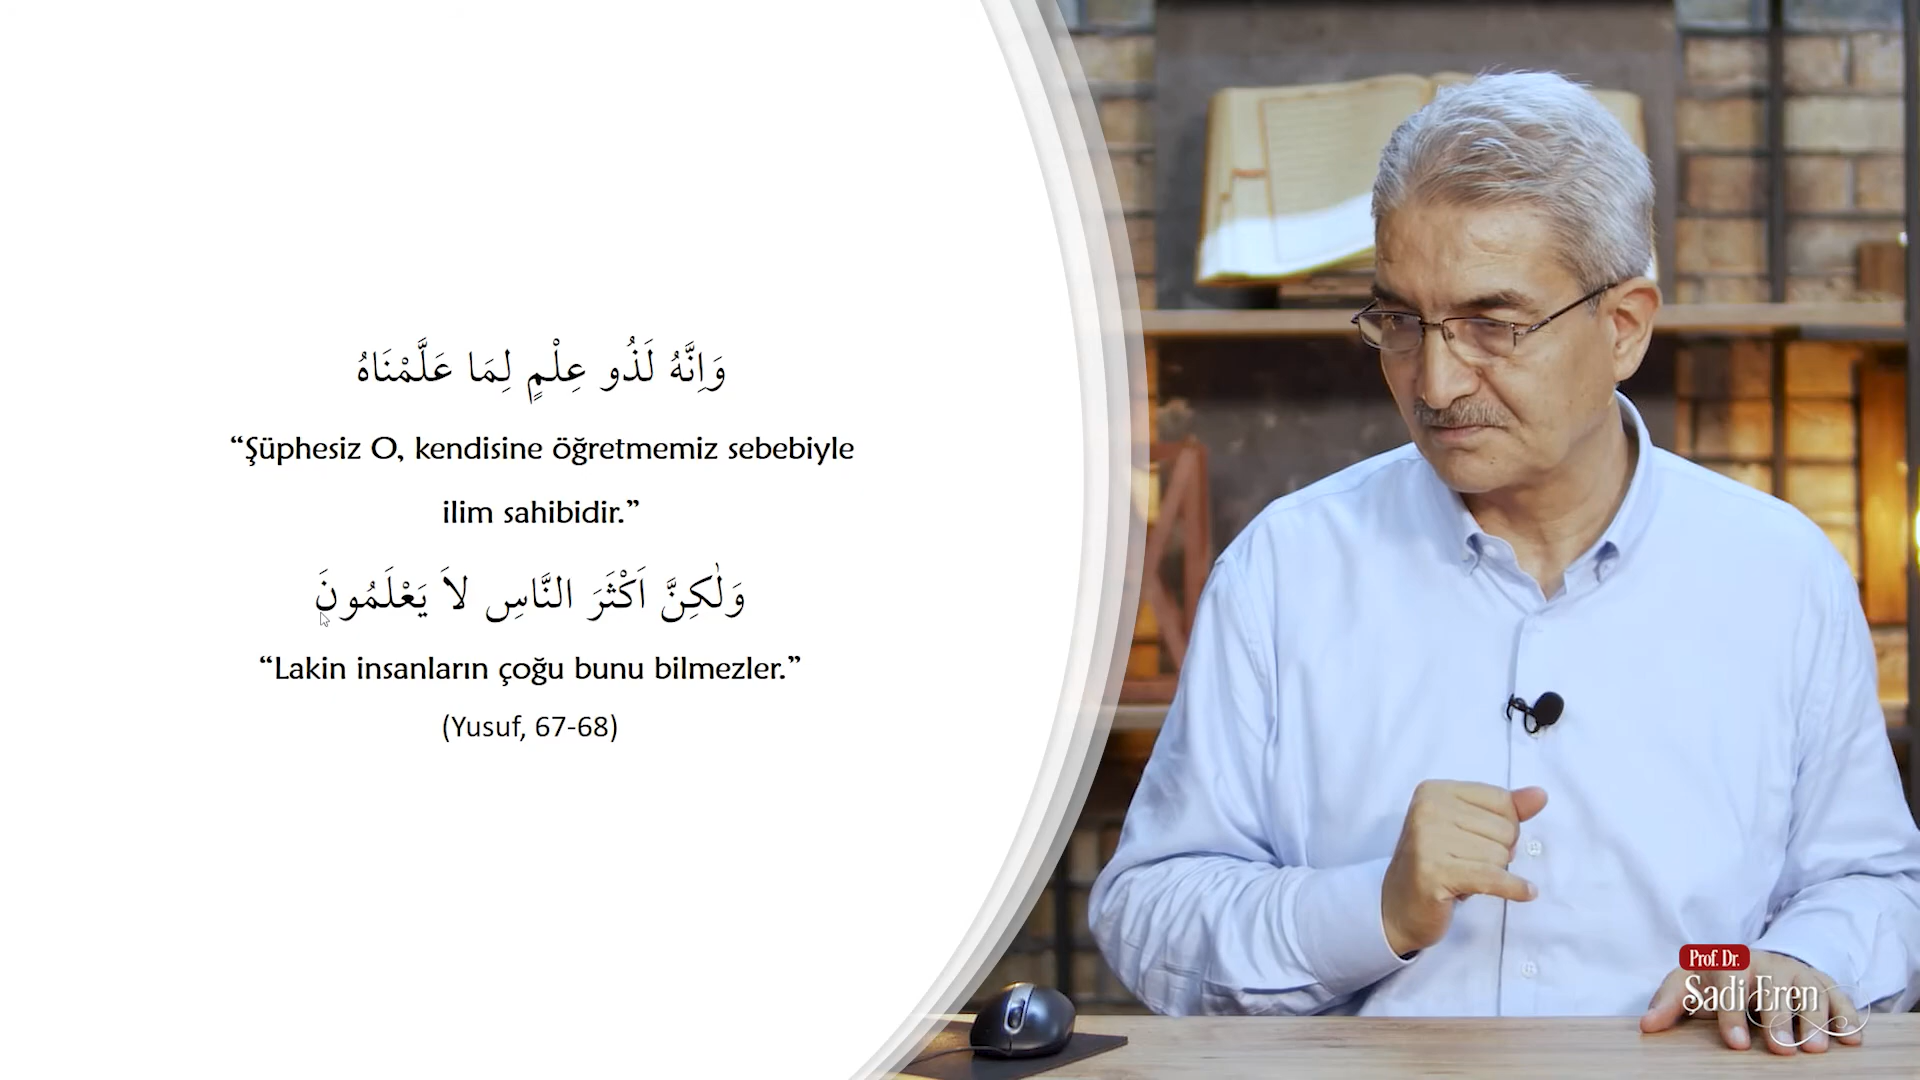 وَاِنَّهُ لَذُو عِلْمٍ لِمَا عَلَّمْنَاهُ
“Şüphesiz O, kendisine öğretmemiz sebebiyle
ilim sahibidir.”
وَلٰكِنَّ اَكْثَرَ النَّاسِ لاَ يَعْلَمُونَ
“Lakin insanların çoğu bunu bilmezler.”
(Yusuf, 67-68)
Prof. Dr.
Şadi Eren